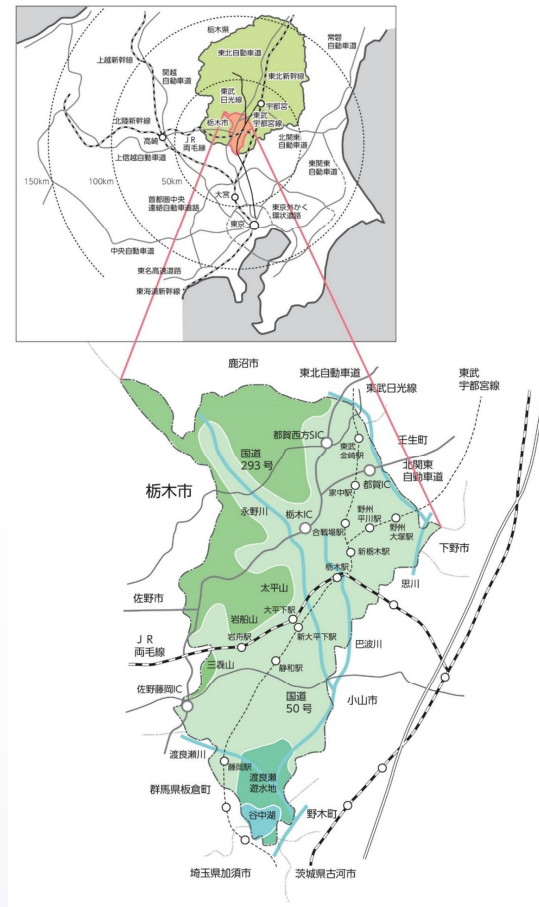 栃木県
常磐
自動車道
東北自動車道
上越新幹線
関越
自動車道
東北新幹線
東武
日光線
宇都宮
北陸新幹線
栃木市
東武
宇都宮線
高崎
JR
両毛線
北関東
自動車道
上信越自動車道
東関東
自動車道
150km
100km
50km
大宮
首都圏中央
連絡自動車道路
東京外かく
環状道路
東京
中央自動車道
東名高速道路
東海道新幹線
鹿沼市
東北自動車道
東武日光線
東武
宇都宮線
都賀西方SIC
東武
金崎駅
壬生町
国道
293号
北関東
自動車道
都賀IC
栃木市
家中駅
永野川
栃木IC
合戦場駅
野州
平川駅
野州
大塚駅
新栃木駅
下野市
思川
栃木駅
佐野市
太平山
大平下駅
岩船山
JR
両毛線
岩舟駅
新大平下駅
巴波川
三毳山
静和駅
佐野藤岡IC
国道
50号
小山市
渡良瀬川
藤岡駅
渡良瀬
遊水地
群馬県板倉町
谷中湖
野木町
埼玉県加須市
茨城県古河市